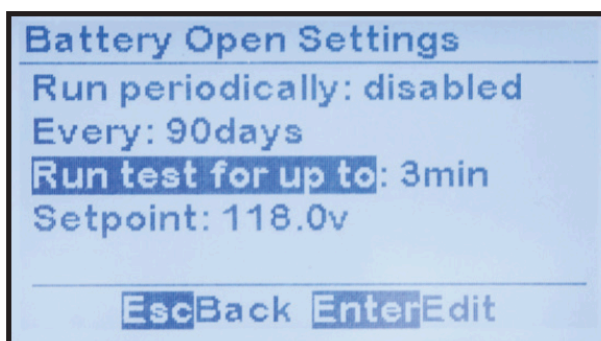 Battery Open Settings
Run periodically: disabled
Every: 90days
Run test for up to: 3min
Setpoint: 118.0v
EscBack EnterEdit